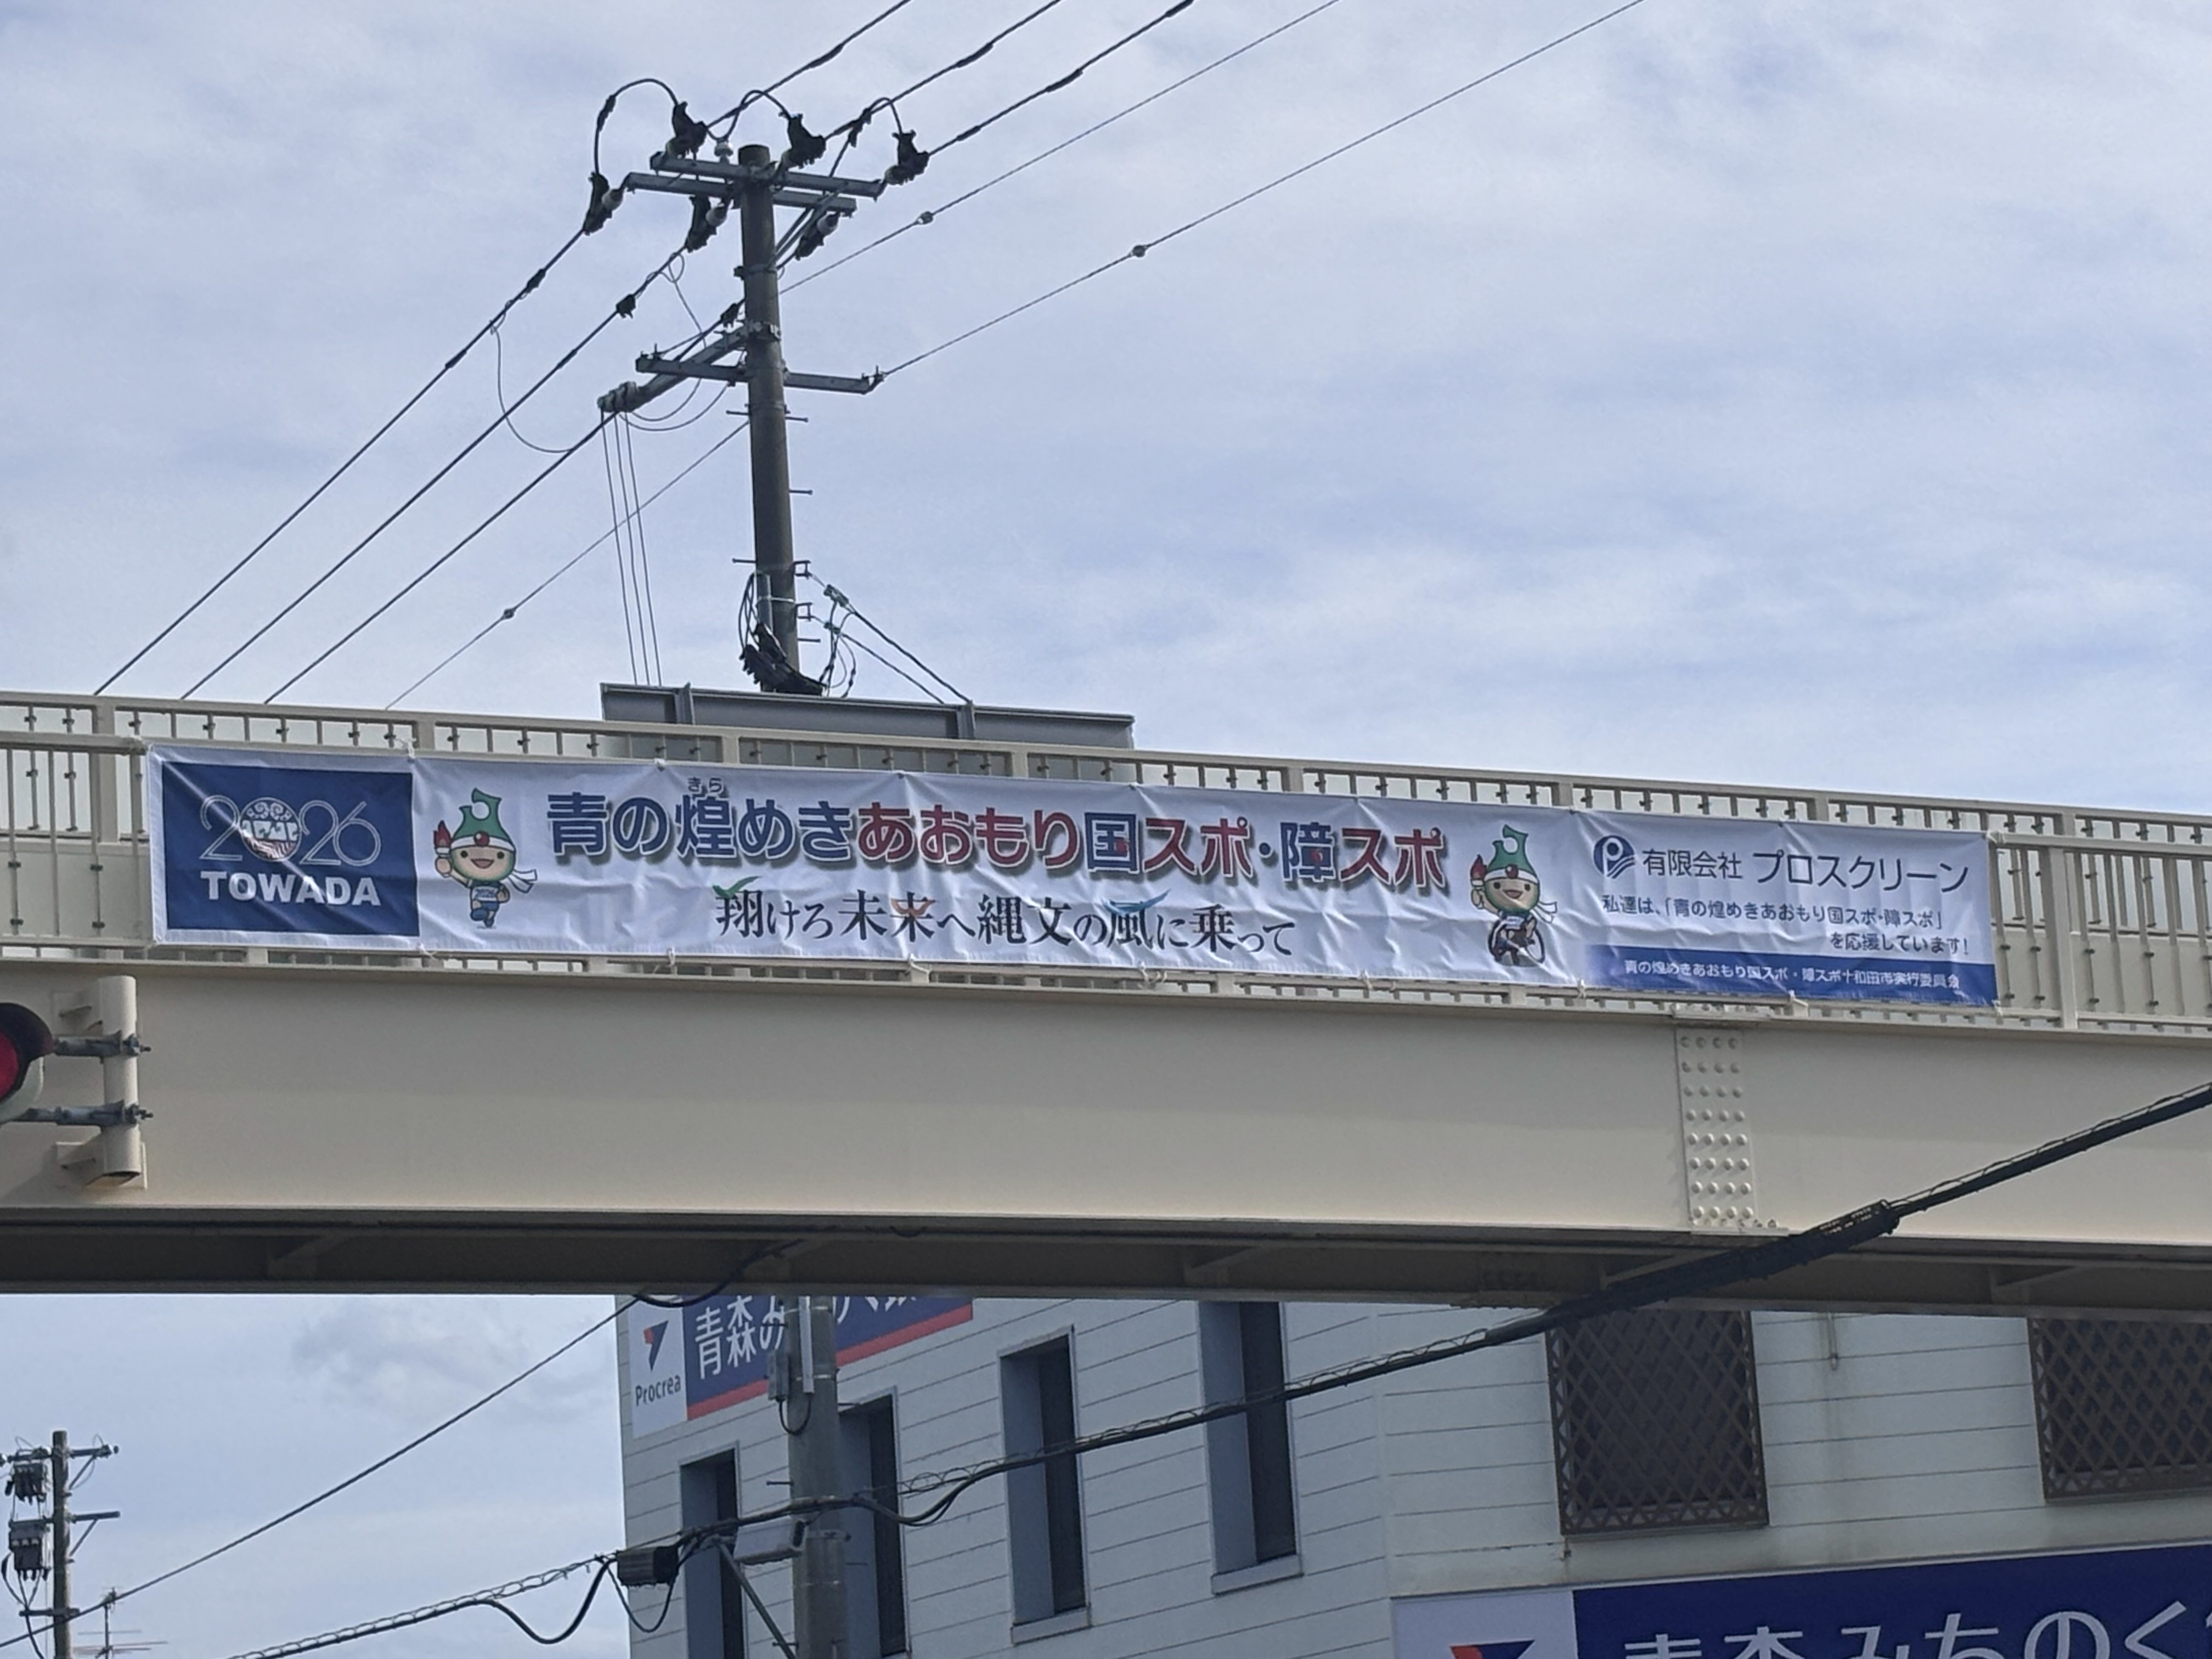 2026
TOWADA
きら
青の煌めきあおもり国スポ・障スポ
翔けろ未来へ縄文の風に乗って
有限会社 プロスクリーン
私達は、「青の煌めきあおもり国スポ・障スポ」
を応援しています!
青の煌めきあおもり国スポ・障スポ十和田市実行委員会
Procrea
青森み
青森みちのく